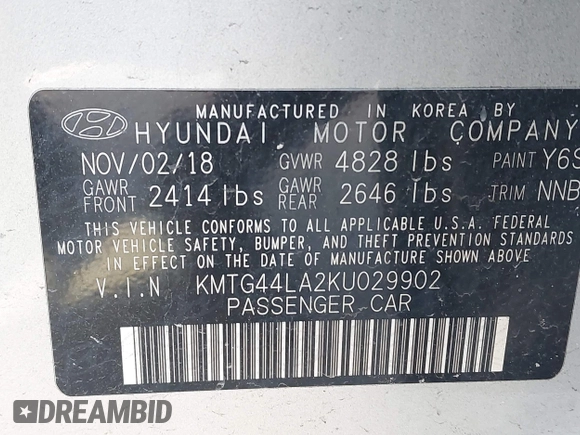 MANUFACTURED IN KOREA BY
HYUNDAI MOTOR COMPANY
NOV/02/18 GVWR 4828 lbs PAINT Y6S
GAWR FRONT 2414 lbs GAWR REAR 2646 lbs TRIM NNB
THIS VEHICLE CONFORMS TO ALL APPLICABLE U.S.A. FEDERAL
MOTOR VEHICLE SAFETY, BUMPER, AND THEFT PREVENTION STANDARDS
IN EFFECT ON THE DATE OF MANUFACTURE SHOWN ABOVE.
V.I.N KMTG44LA2KU029902
PASSENGER CAR
DREAMBID